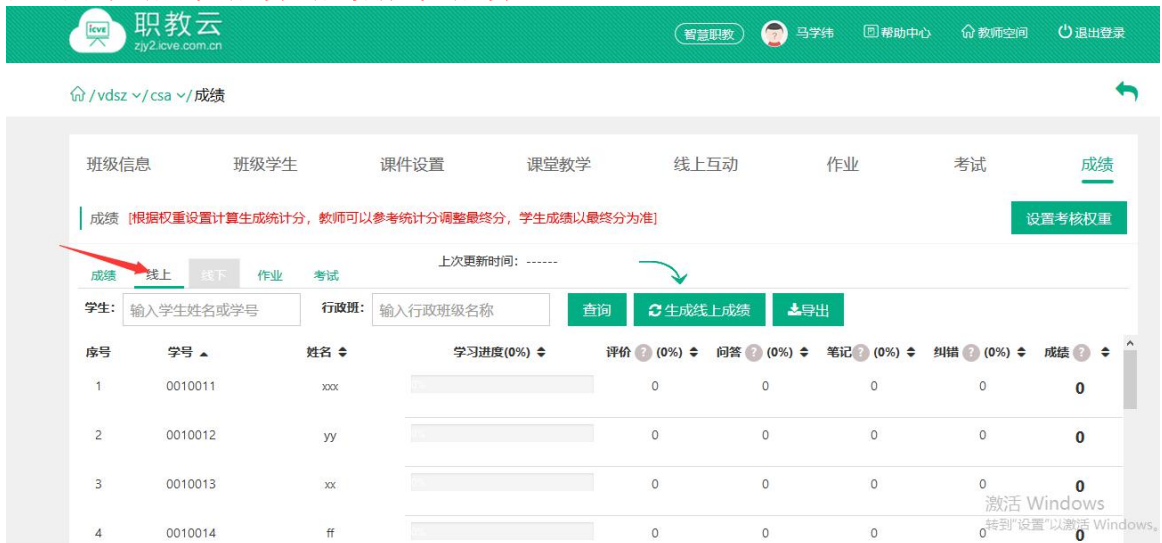 icve 职教云
zjy2.icve.com.cn
智慧职教 马学纬 帮助中心 教师空间 退出登录
/ vdsz / csa / 成绩
班级信息 班级学生 课件设置 课堂教学 线上互动 作业 考试 成绩
成绩 [根据权重设置计算生成统计分，教师可以参考统计分调整最终分，学生成绩以最终分为准] 设置考核权重
上次更新时间：------
成绩 线上 线下 作业 考试
学生： 输入学生姓名或学号 行政班： 输入行政班级名称 查询 生成线上成绩 导出
序号 学号 姓名 学习进度(0%) 评价 ? (0%) 问答 ? (0%) 笔记 ? (0%) 纠错 ? (0%) 成绩 ?
1 0010011 xxx 0 0 0 0 0
2 0010012 yy 0 0 0 0 0
3 0010013 xx 0 0 0 0 0
激活 Windows
转到"设置"以激活 Windows。
4 0010014 ff 0 0 0 0 0